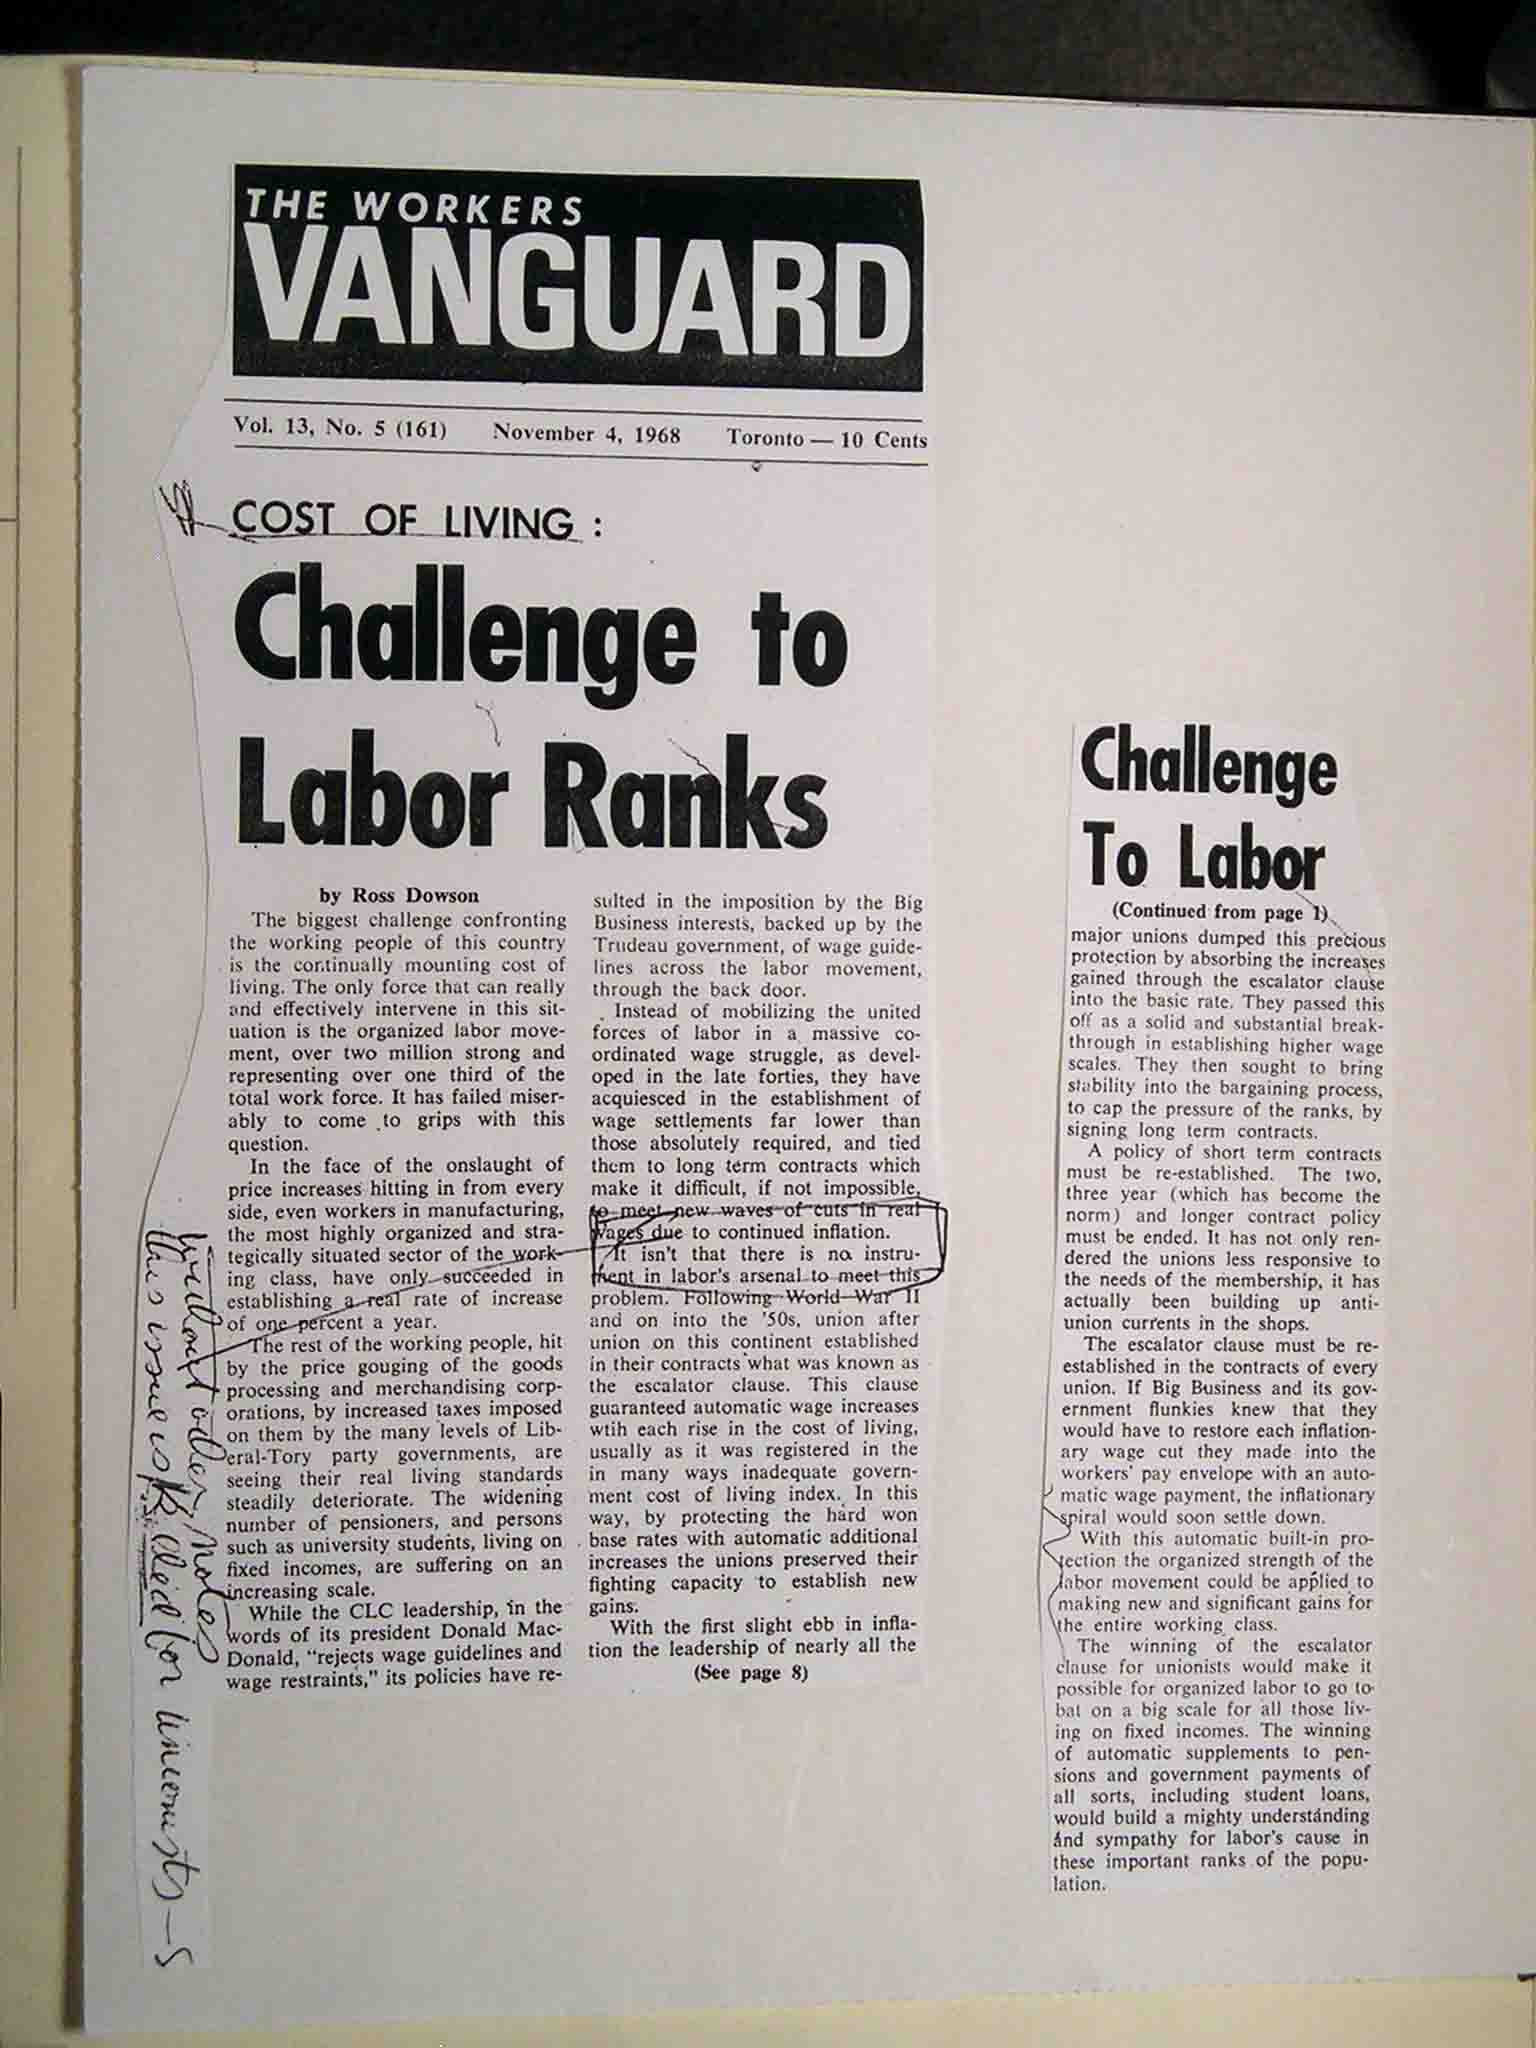 THE WORKERS
VANGUARD
Vol. 13, No. 5 (161) November 4, 1968 Toronto — 10 Cents
COST OF LIVING :
Challenge to
Labor Ranks
by Ross Dowson
The biggest challenge confronting
the working people of this country
is the continually mounting cost of
living. The only force that can really
and effectively intervene in this sit-
uation is the organized labor move-
ment, over two million strong and
representing over one third of the
total work force. It has failed miser-
ably to come to grips with this
question.
In the face of the onslaught of
price increases hitting in from every
side, even workers in manufacturing,
the most highly organized and stra-
tegically situated sector of the work-
ing class, have only succeeded in
establishing a real rate of increase
of one percent a year.
The rest of the working people, hit
by the price gouging of the goods
processing and merchandising corp-
orations, by increased taxes imposed
on them by the many levels of Lib-
eral-Tory party governments, are
seeing their real living standards
steadily deteriorate. The widening
number of pensioners, and persons
such as university students, living on
fixed incomes, are suffering on an
increasing scale.
While the CLC leadership, in the
words of its president Donald Mac-
Donald, "rejects wage guidelines and
wage restraints," its policies have re-
sulted in the imposition by the Big
Business interests, backed up by the
Trudeau government, of wage guide-
lines across the labor movement,
through the back door.
Instead of mobilizing the united
forces of labor in a massive co-
ordinated wage struggle, as devel-
oped in the late forties, they have
acquiesced in the establishment of
wage settlements far lower than
those absolutely required, and tied
them to long term contracts which
make it difficult, if not impossible,
to meet new waves of cuts in real
wages due to continued inflation.
It isn't that there is no instru-
ment in labor's arsenal to meet this
problem. Following World War II
and on into the '50s, union after
union on this continent established
in their contracts what was known as
the escalator clause. This clause
guaranteed automatic wage increases
wtih each rise in the cost of living,
usually as it was registered in the
in many ways inadequate govern-
ment cost of living index. In this
way, by protecting the hard won
base rates with automatic additional
increases the unions preserved their
fighting capacity to establish new
gains.
With the first slight ebb in infla-
tion the leadership of nearly all the
(See page 8)
Challenge
To Labor
(Continued from page 1)
major unions dumped this precious
protection by absorbing the increases
gained through the escalator clause
into the basic rate. They passed this
off as a solid and substantial break-
through in establishing higher wage
scales. They then sought to bring
stability into the bargaining process,
to cap the pressure of the ranks, by
signing long term contracts.
A policy of short term contracts
must be re-established. The two,
three year (which has become the
norm) and longer contract policy
must be ended. It has not only ren-
dered the unions less responsive to
the needs of the membership, it has
actually been building up anti-
union currents in the shops.
The escalator clause must be re-
established in the contracts of every
union. If Big Business and its gov-
ernment flunkies knew that they
would have to restore each inflation-
ary wage cut they made into the
workers' pay envelope with an auto-
matic wage payment, the inflationary
spiral would soon settle down.
With this automatic built-in pro-
tection the organized strength of the
labor movement could be applied to
making new and significant gains for
the entire working class.
The winning of the escalator
clause for unionists would make it
possible for organized labor to go to
bat on a big scale for all those liv-
ing on fixed incomes. The winning
of automatic supplements to pen-
sions and government payments of
all sorts, including student loans,
would build a mighty understanding
and sympathy for labor's cause in
these important ranks of the popu-
lation.
this issue is
for unionists